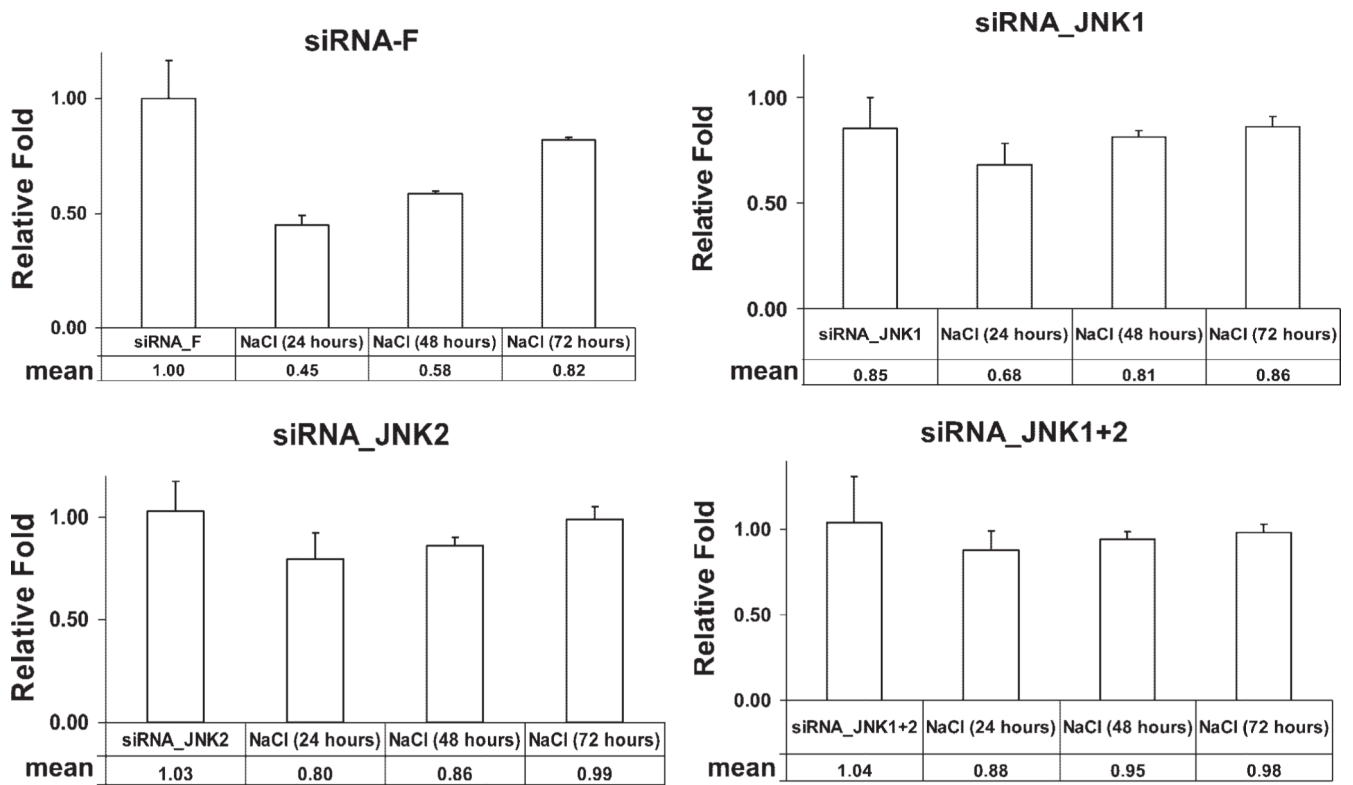 siRNA-F
Relative Fold
1.00
0.50
0.00
siRNA_F NaCl (24 hours) NaCl (48 hours) NaCl (72 hours)
mean 1.00 0.45 0.58 0.82
siRNA_JNK1
Relative Fold
1.00
0.50
0.00
siRNA_JNK1 NaCl (24 hours) NaCl (48 hours) NaCl (72 hours)
mean 0.85 0.68 0.81 0.86
siRNA_JNK2
Relative Fold
1.00
0.50
0.00
siRNA_JNK2 NaCl (24 hours) NaCl (48 hours) NaCl (72 hours)
mean 1.03 0.80 0.86 0.99
siRNA_JNK1+2
Relative Fold
1.00
0.50
0.00
siRNA_JNK1+2 NaCl (24 hours) NaCl (48 hours) NaCl (72 hours)
mean 1.04 0.88 0.95 0.98